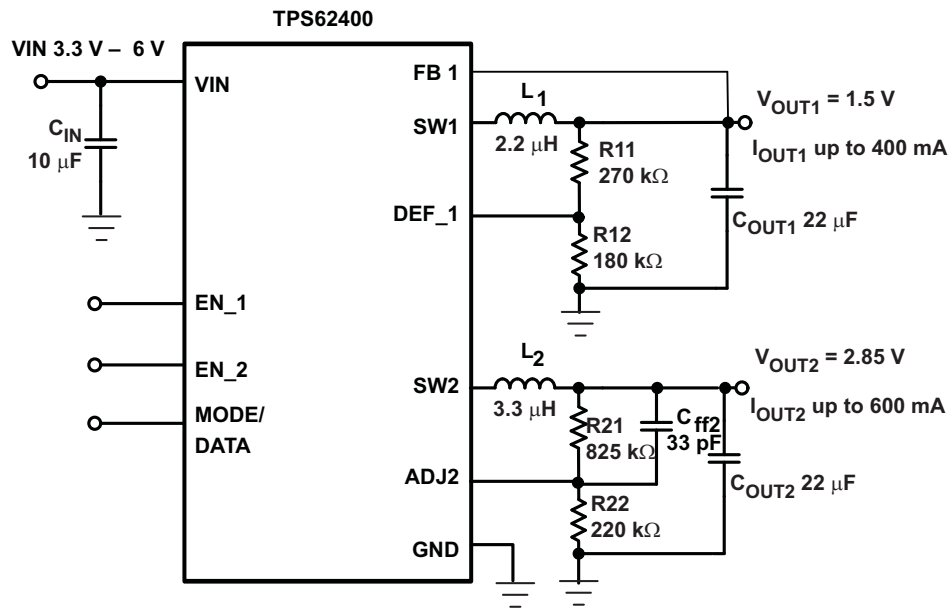 TPS62400
VIN 3.3 V – 6 V
VIN
C_IN
10 μF
EN_1
EN_2
MODE/
DATA
FB 1
SW1
DEF_1
SW2
ADJ2
GND
L_1
2.2 μH
R11
270 kΩ
R12
180 kΩ
V_OUT1 = 1.5 V
I_OUT1 up to 400 mA
C_OUT1 22 μF
L_2
3.3 μH
R21
825 kΩ
C_ff2
33 pF
R22
220 kΩ
V_OUT2 = 2.85 V
I_OUT2 up to 600 mA
C_OUT2 22 μF